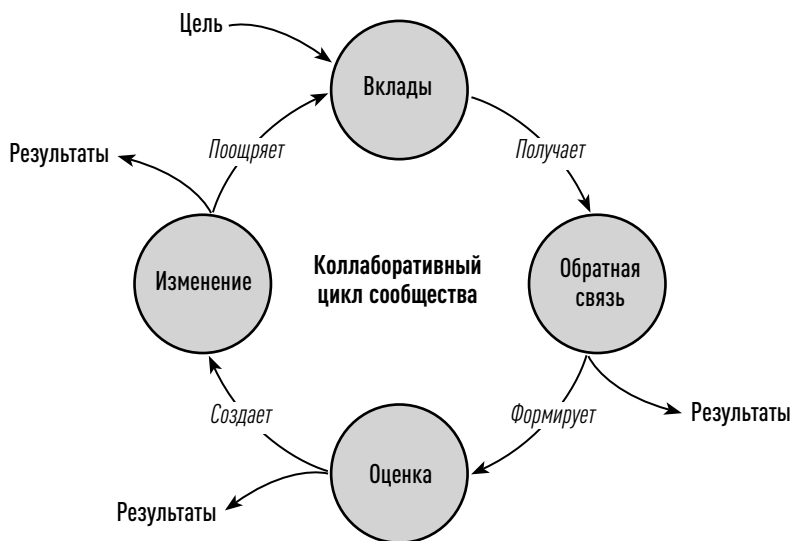 Цель
Вклады
Результаты
Поощряет
Получает
Изменение
Коллаборативный
цикл сообщества
Обратная
связь
Создает
Формирует
Результаты
Оценка
Результаты